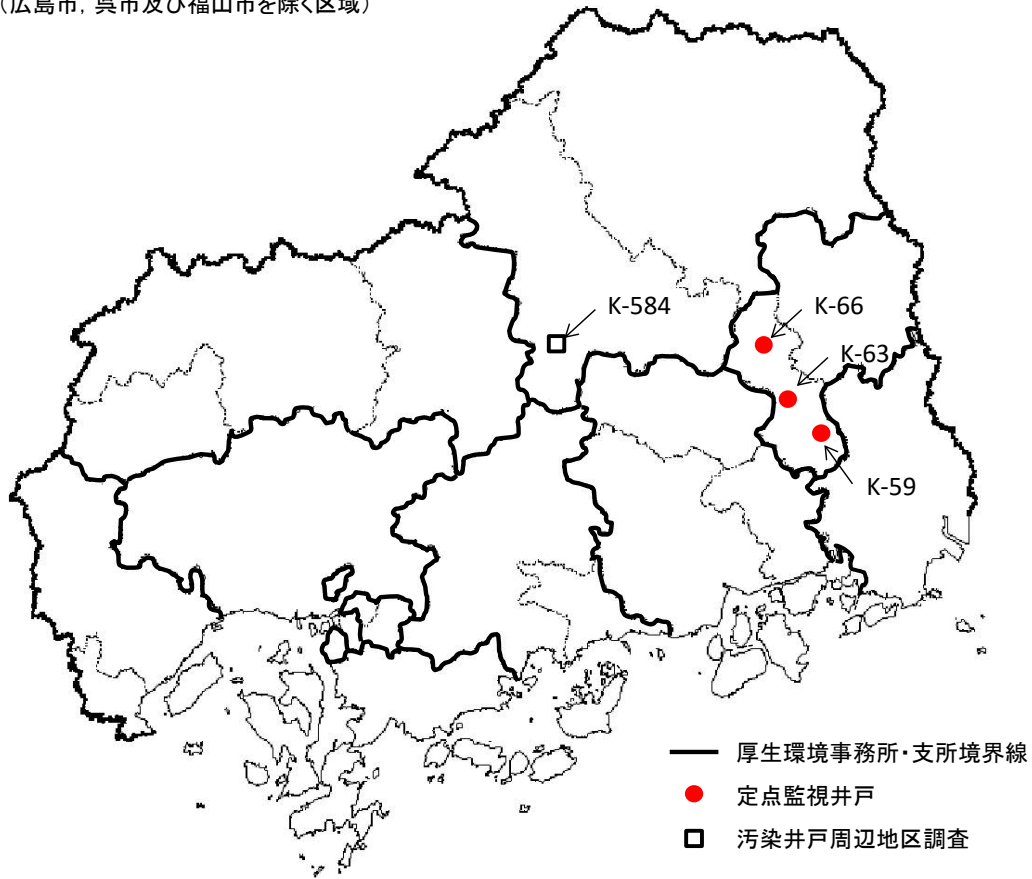 （広島市，呉市及び福山市を除く区域）
K-584
K-66
K-63
K-59
厚生環境事務所・支所境界線
定点監視井戸
汚染井戸周辺地区調査